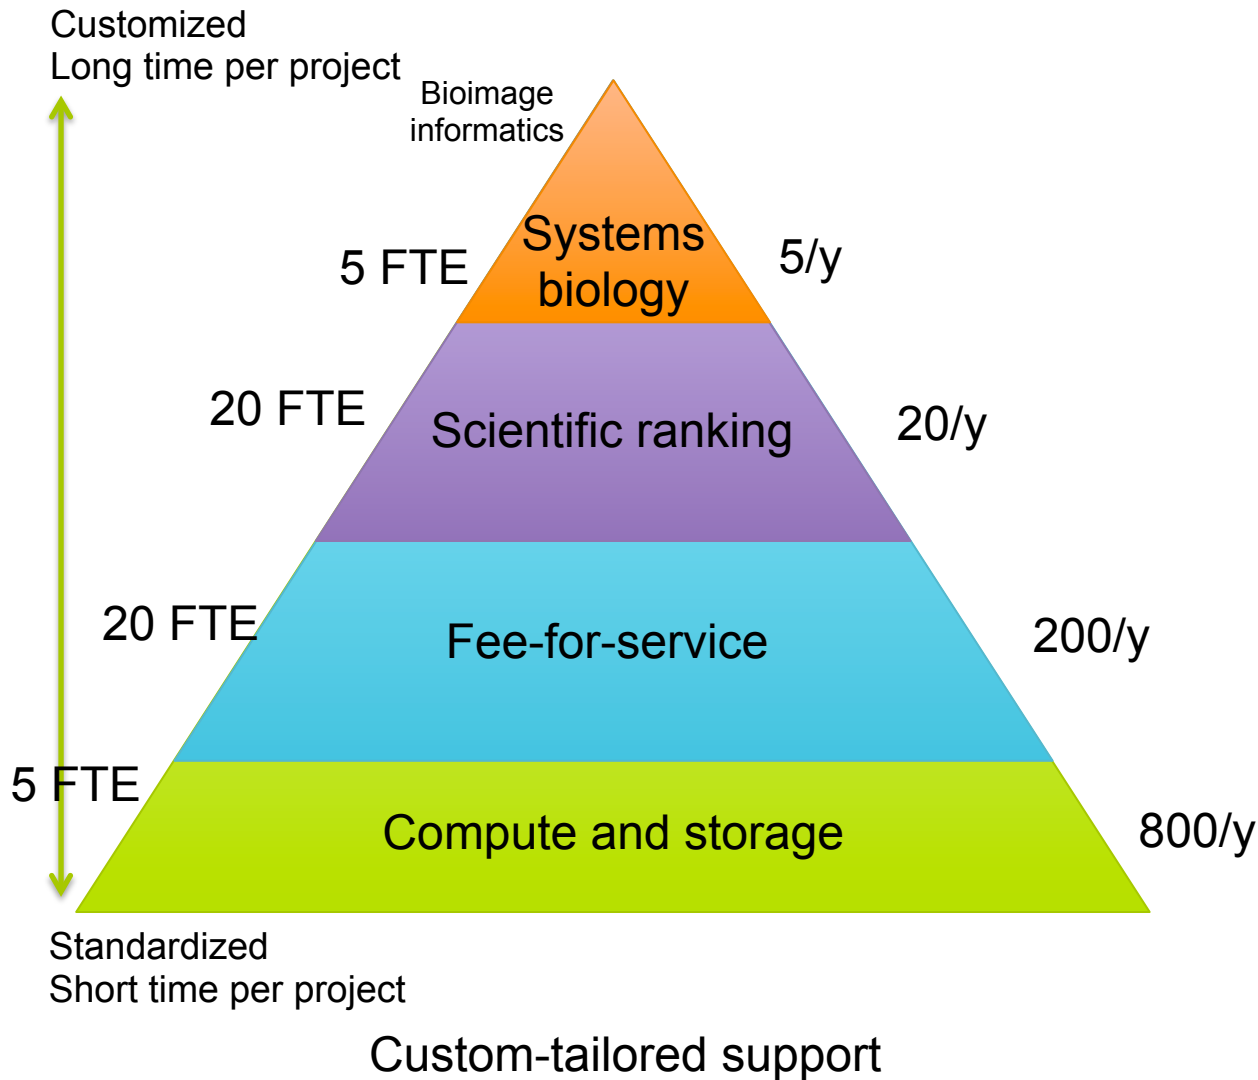 Customized
Long time per project
Bioimage
informatics
Systems
biology
5 FTE
5/y
20 FTE
Scientific ranking
20/y
20 FTE
Fee-for-service
200/y
5 FTE
Compute and storage
800/y
Standardized
Short time per project
Custom-tailored support